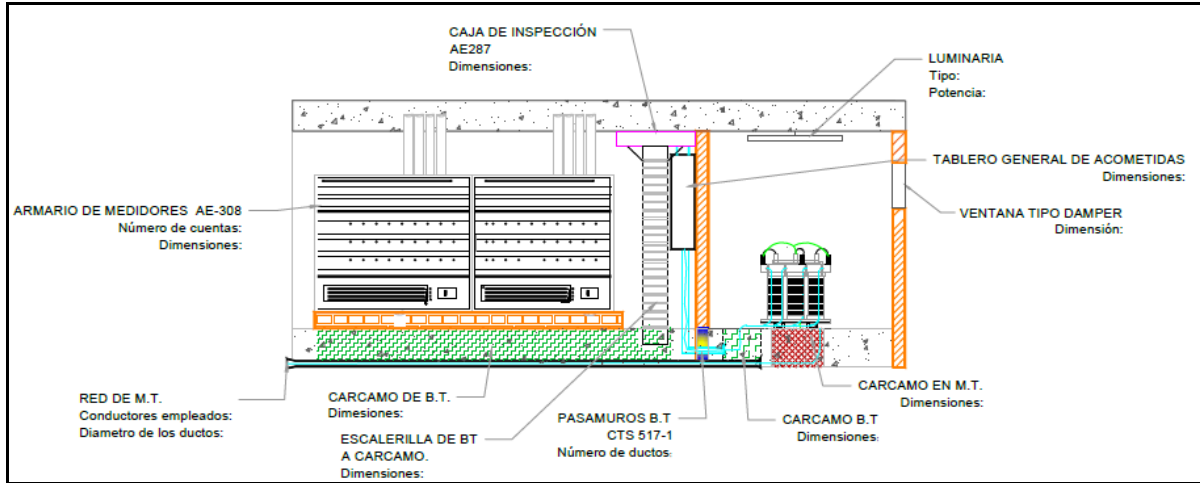 CAJA DE INSPECCIÓN
AE287
Dimensiones:
LUMINARIA
Tipo:
Potencia:
TABLERO GENERAL DE ACOMETIDAS
Dimensiones:
ARMARIO DE MEDIDORES AE-308
Número de cuentas:
Dimensiones:
VENTANA TIPO DAMPER
Dimensión:
RED DE M.T.
Conductores empleados:
Diametro de los ductos:
CARCAMO DE B.T.
Dimesiones:
ESCALERILLA DE BT
A CARCAMO.
Dimensiones:
PASAMUROS B.T
CTS 517-1
Número de ductos:
CARCAMO B.T
Dimensiones:
CARCAMO EN M.T.
Dimensiones: